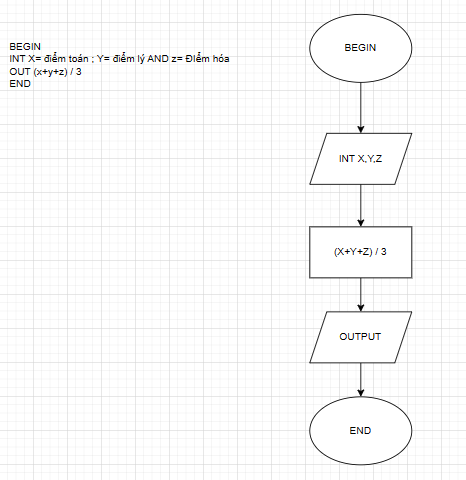 BEGIN
INT X= điểm toán ; Y= điểm lý AND z= ĐIểm hóa
OUT (x+y+z) / 3
END
BEGIN
INT X,Y,Z
(X+Y+Z) / 3
OUTPUT
END